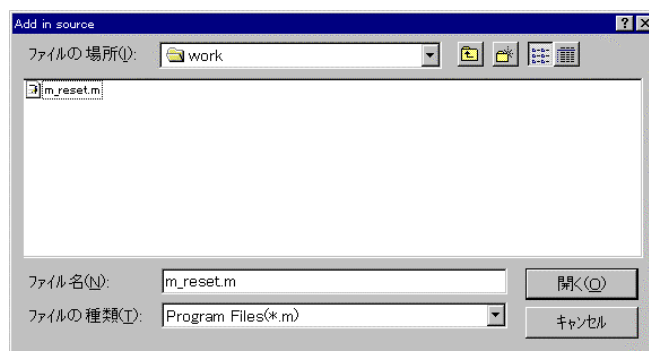 Add in source
ファイルの場所(I): work
m_reset.m
ファイル名(N): m_reset.m 開く(O)
ファイルの種類(T): Program Files(*.m) キャンセル